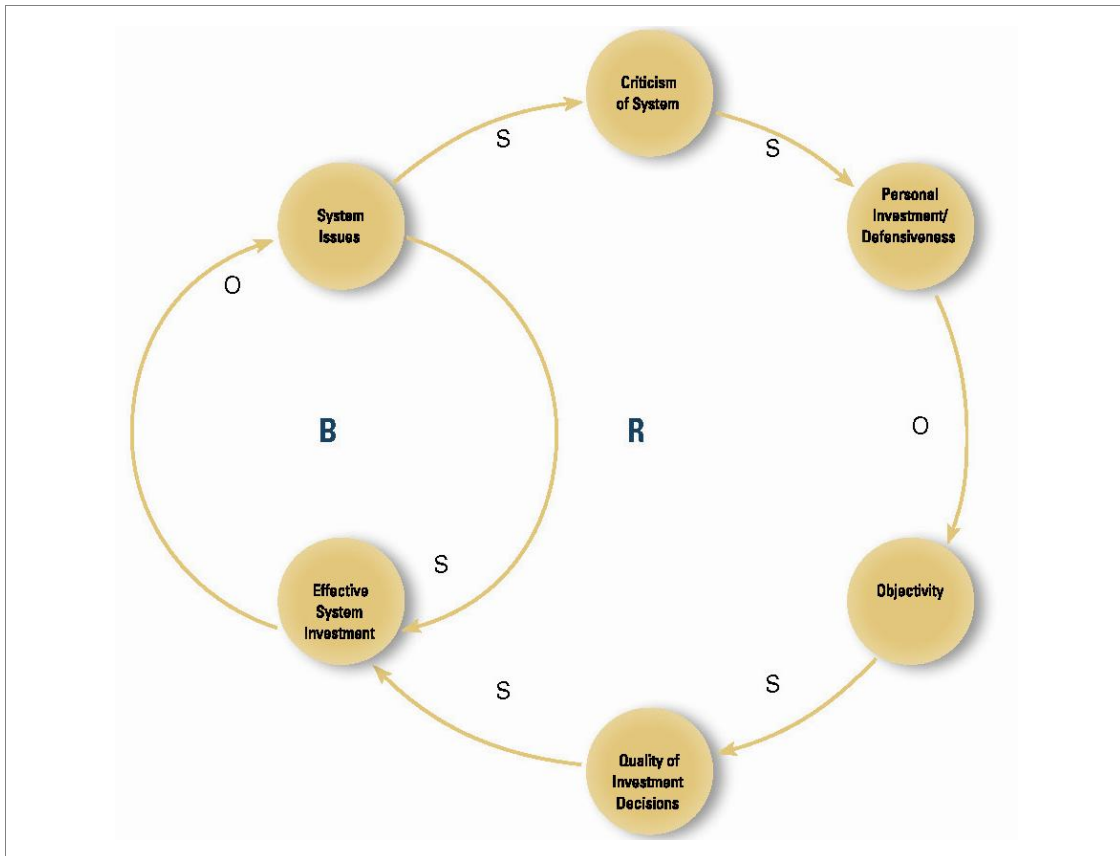 Criticism
of System
S
S
Personal
Investment/
Defensiveness
System
Issues
O
B
R
O
S
Effective
System
Investment
Objectivity
S
S
Quality of
Investment
Decisions